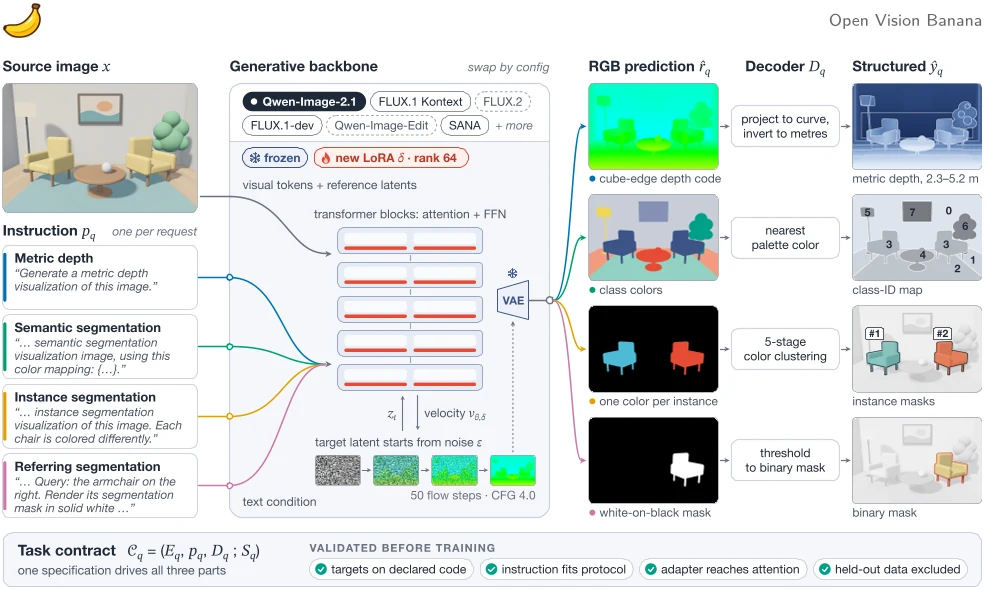 Open Vision Banana
Source image x
Generative backbone
swap by config
RGB prediction r̂q
Decoder Dq
Structured ŷq
Qwen-Image-2.1
FLUX.1 Kontext
FLUX.2
FLUX.1-dev
Qwen-Image-Edit
SANA
+ more
frozen
new LoRA δ · rank 64
visual tokens + reference latents
transformer blocks: attention + FFN
Instruction pq
one per request
Metric depth
“Generate a metric depth
visualization of this image.”
Semantic segmentation
“… semantic segmentation
visualization image, using this
color mapping: {…}.”
Instance segmentation
“… instance segmentation
visualization of this image. Each
chair is colored differently.”
Referring segmentation
“… Query: the armchair on the
right. Render its segmentation
mask in solid white …”
VAE
zt
velocity vθ,δ
target latent starts from noise ε
50 flow steps · CFG 4.0
text condition
cube-edge depth code
project to curve,
invert to metres
metric depth, 2.3–5.2 m
class colors
nearest
palette color
5
7
0
6
3
3
4
1
2
class-ID map
one color per instance
5-stage
color clustering
#1
#2
instance masks
white-on-black mask
threshold
to binary mask
binary mask
Task contract 𝒞q = (Eq, pq, Dq ; Sq)
one specification drives all three parts
VALIDATED BEFORE TRAINING
targets on declared code
instruction fits protocol
adapter reaches attention
held-out data excluded